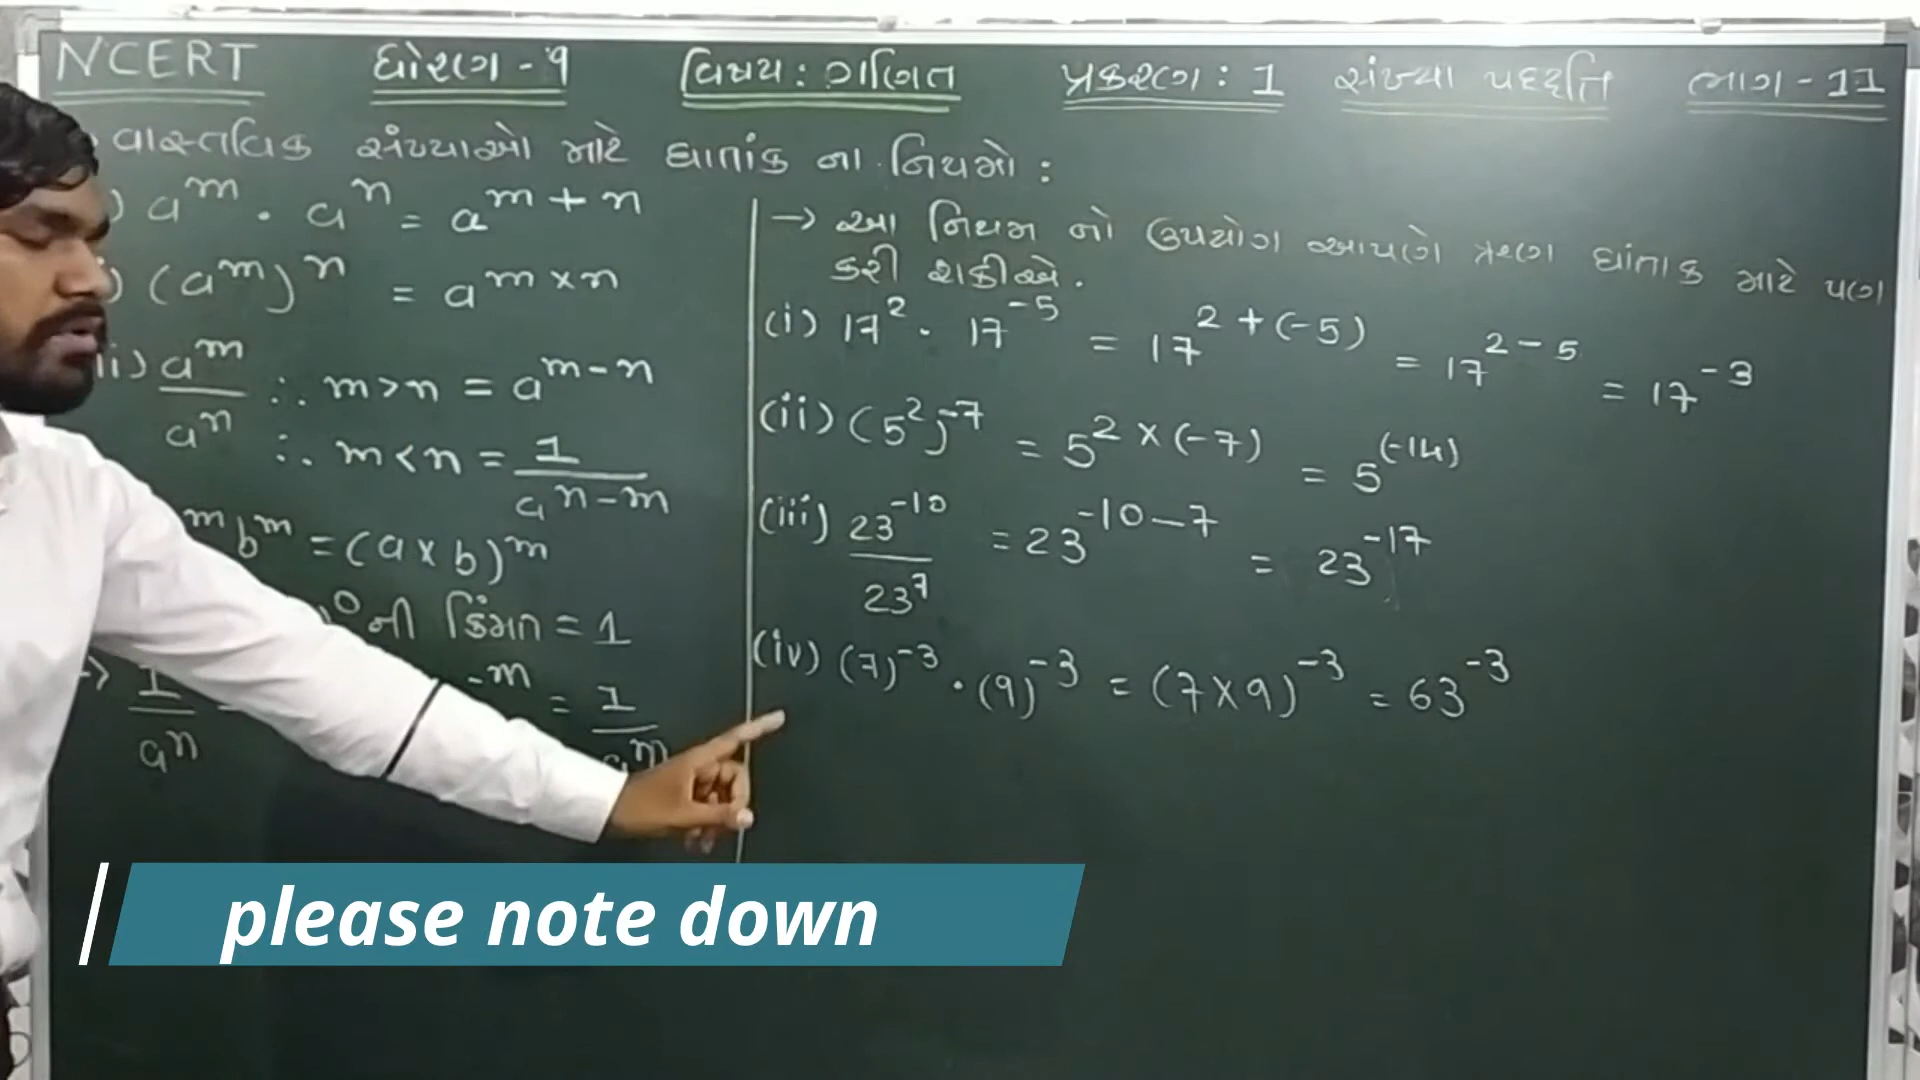 NCERT ધોરણ - ૧ વિષય : ગણિત પ્રકરણ : 1 સંખ્યા પદ્દતિ ભાગ - 11
વાસ્તવિક સંખ્યાઓ માટે ઘાતાંક ના નિયમો :
) a^m . a^n = a^{m + n}
) (a^m)^n = a^{m × n}
ii) a^m / a^n ∴ m > n = a^{m - n}
∴ m < n = 1 / a^{n - m}
^m b^m = (a × b)^m
^0 ની કિંમત = 1
→ 1 / a^n
^{-m} = 1 / a^m
→ આ નિયમ નો ઉપયોગ આપણે ઋણ ઘાંતાક માટે પણ
કરી શકીએ .
(i) 17^2 . 17^{-5} = 17^{2 + (-5)} = 17^{2 - 5} = 17^{-3}
(ii) (5^2)^{-7} = 5^{2 × (-7)} = 5^{(-14)}
(iii) 23^{-10} / 23^7 = 23^{-10 - 7} = 23^{-17}
(iv) (7)^{-3} . (9)^{-3} = (7 × 9)^{-3} = 63^{-3}
please note down